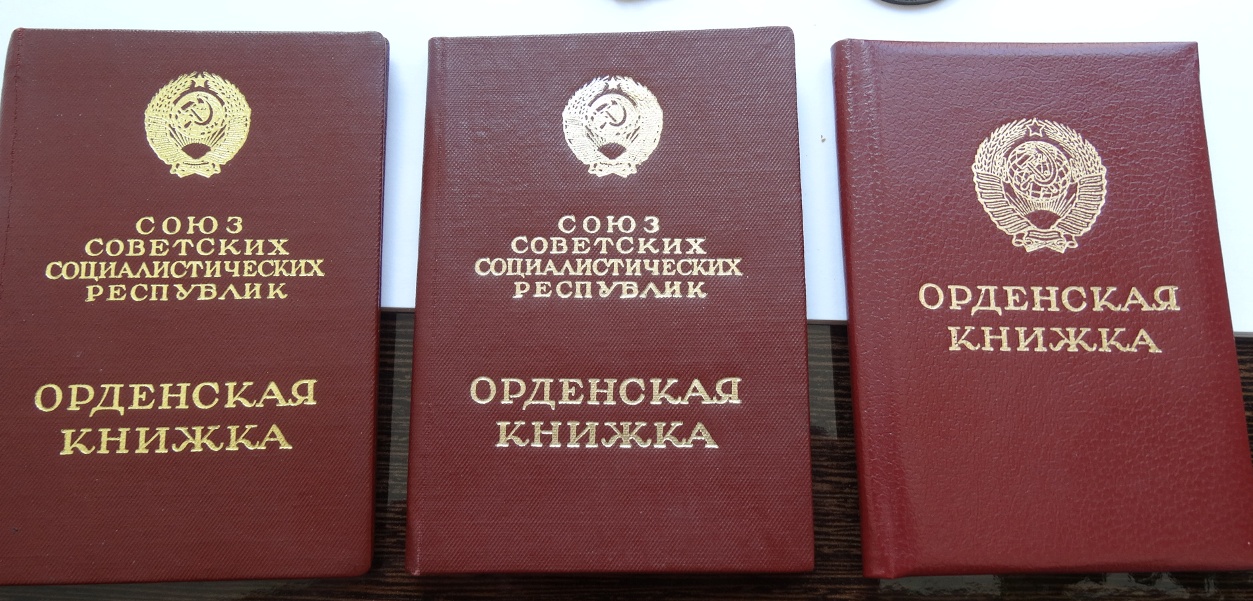 СОЮЗ
СОВЕТСКИХ
СОЦИАЛИСТИЧЕСКИХ
РЕСПУБЛИК
ОРДЕНСКАЯ
КНИЖКА
СОЮЗ
СОВЕТСКИХ
СОЦИАЛИСТИЧЕСКИХ
РЕСПУБЛИК
ОРДЕНСКАЯ
КНИЖКА
ОРДЕНСКАЯ
КНИЖКА